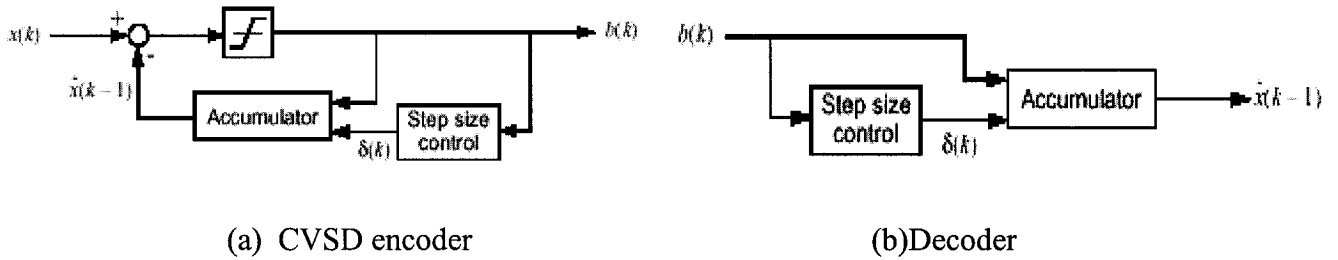 x(k)
+
-
b(k)
x̂(k − 1)
Accumulator
δ(k)
Step size
control
b(k)
Step size
control
δ(k)
Accumulator
x̂(k − 1)
(a) CVSD encoder
(b)Decoder